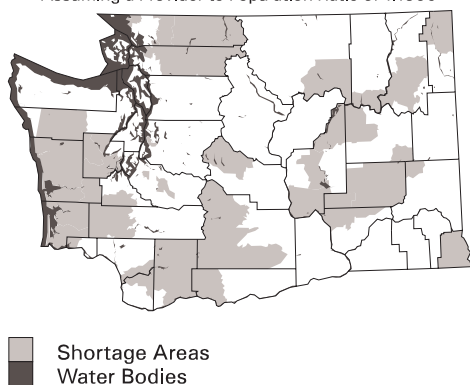 Assuming a Provider to Population Ratio of
Shortage Areas
Water Bodies